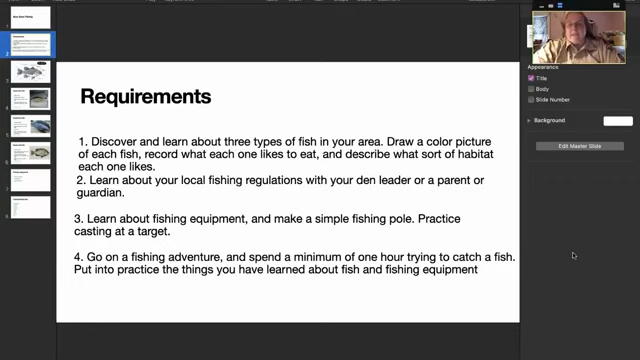 Requirements
1. Discover and learn about three types of fish in your area. Draw a color picture
of each fish, record what each one likes to eat, and describe what sort of habitat
each one likes.
2. Learn about your local fishing regulations with your den leader or a parent or
guardian.
3. Learn about fishing equipment, and make a simple fishing pole. Practice
casting at a target.
4. Go on a fishing adventure, and spend a minimum of one hour trying to catch a fish.
Put into practice the things you have learned about fish and fishing equipment
Appearance
Title
Body
Slide Number
Background
Edit Master Slide